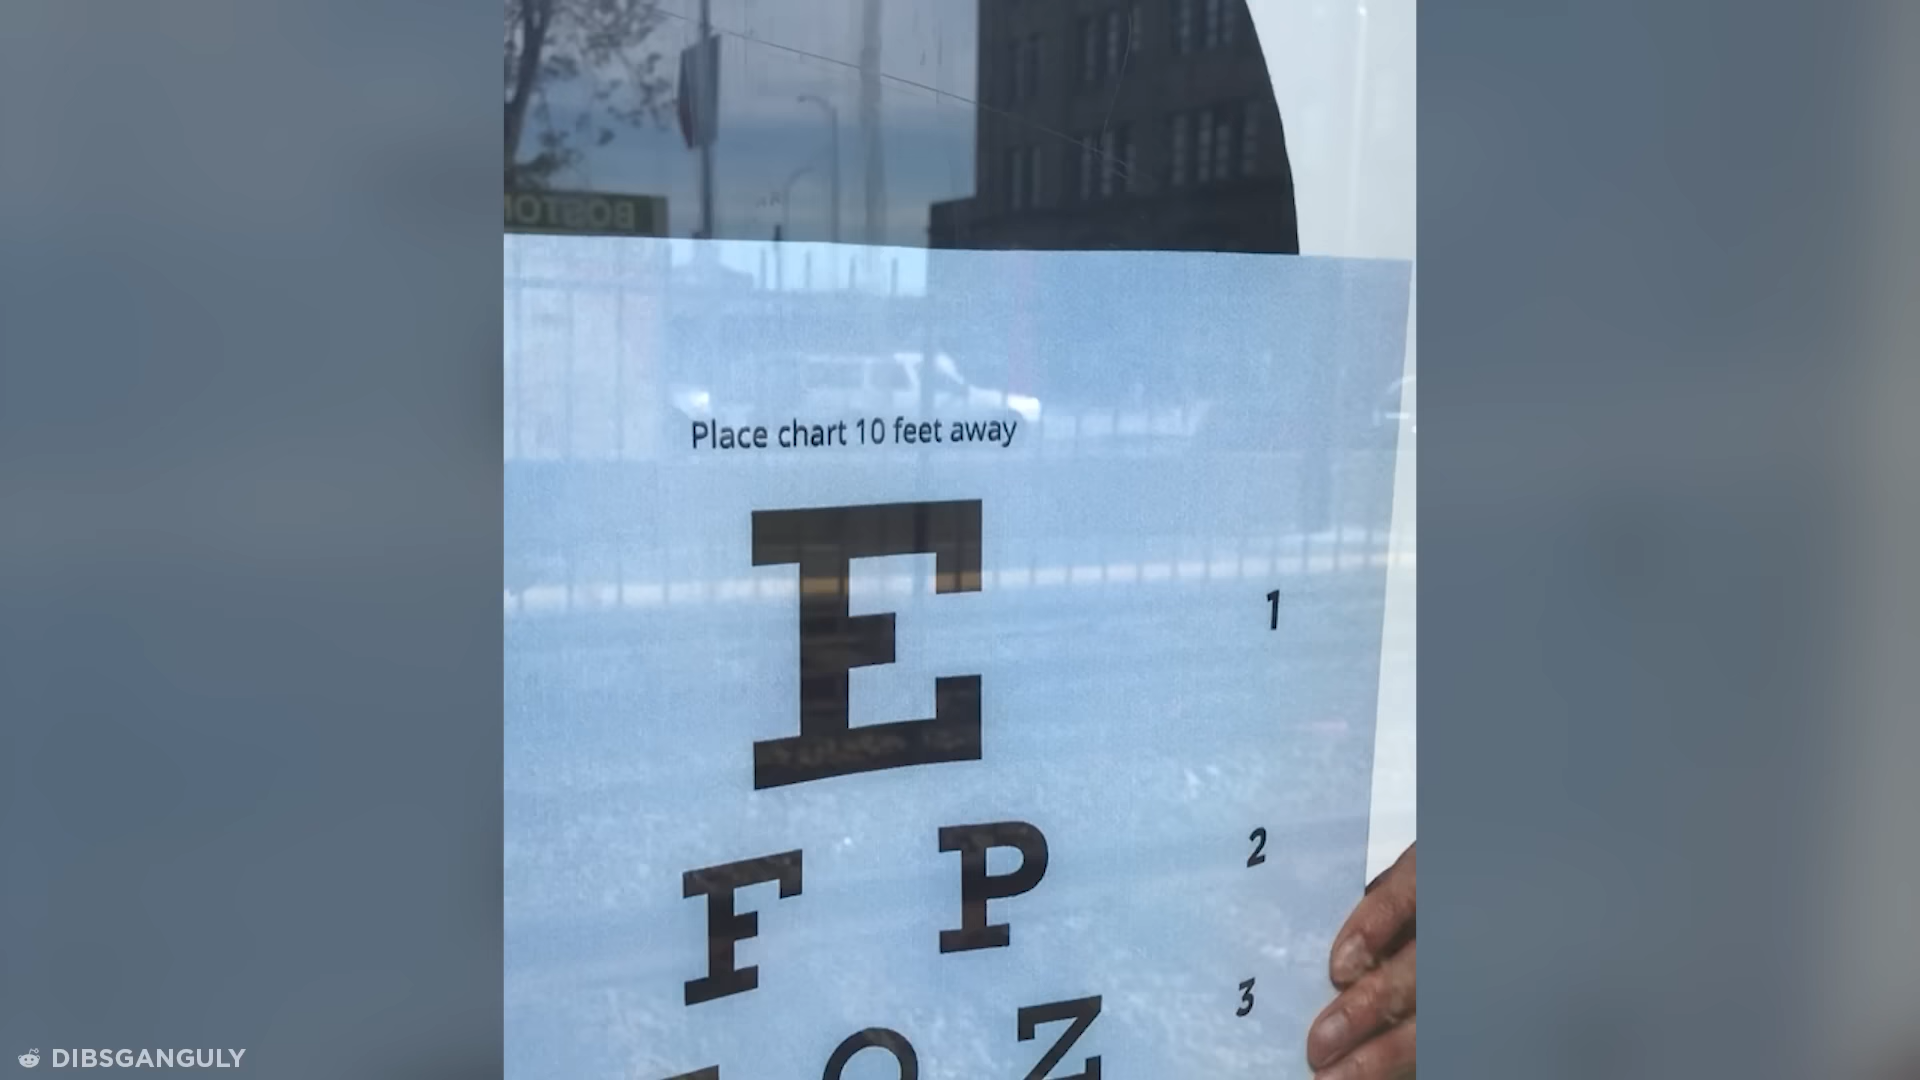 BOSTON
Place chart 10 feet away
E 1
F P 2
O Z 3
DIBSGANGULY